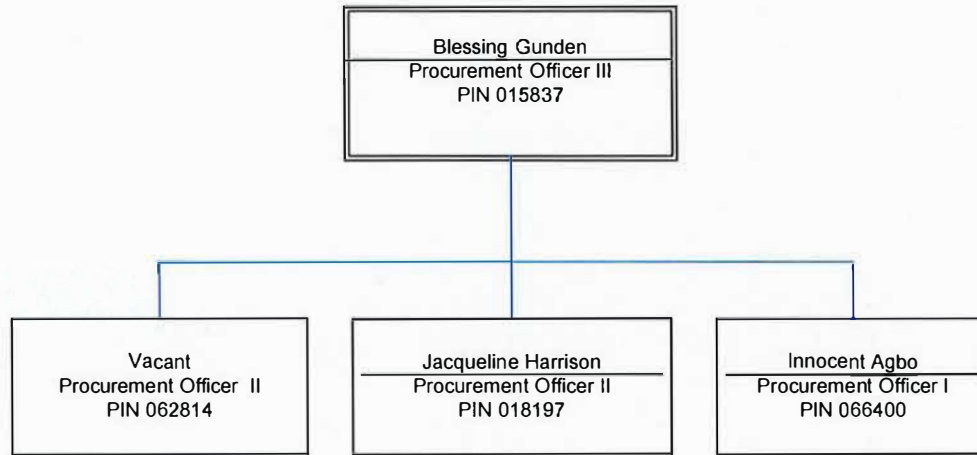 Blessing Gunden
Procurement Officer III
PIN 015837
Vacant
Procurement Officer II
PIN 062814
Jacqueline Harrison
Procurement Officer II
PIN 018197
Innocent Agbo
Procurement Officer I
PIN 066400